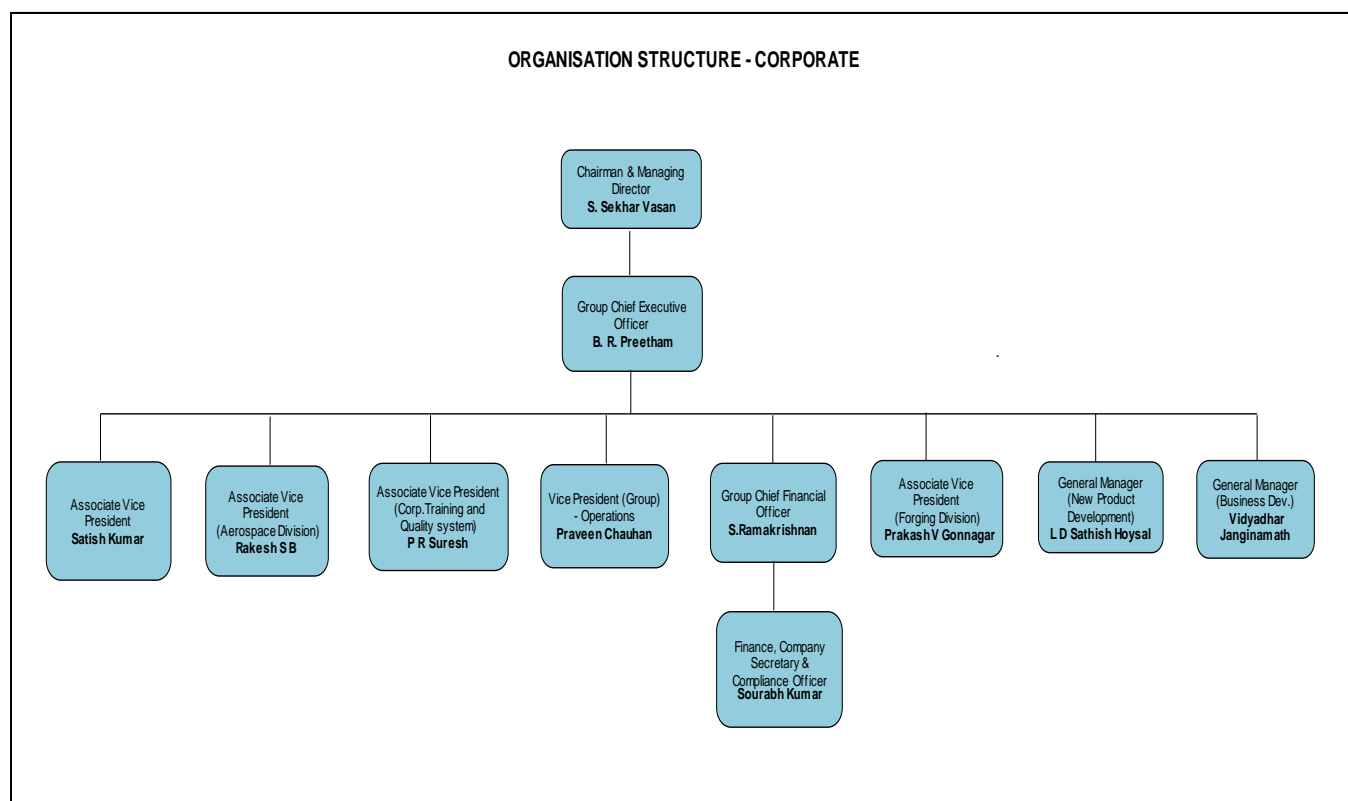 ORGANISATION STRUCTURE - CORPORATE
Chairman & Managing
Director
S. Sekhar Vasan
Group Chief Executive
Officer
B. R. Preetham
Associate Vice
President
Satish Kumar
Associate Vice
President
(Aerospace Division)
Rakesh S B
Associate Vice President
(Corp.Training and
Quality system)
P R Suresh
Vice President (Group)
- Operations
Praveen Chauhan
Group Chief Financial
Officer
S.Ramakrishnan
Associate Vice
President
(Forging Division)
Prakash V Gonnagar
General Manager
(New Product
Development)
L D Sathish Hoysal
General Manager
(Business Dev.)
Vidyadhar
Janginamath
Finance, Company
Secretary &
Compliance Officer
Sourabh Kumar